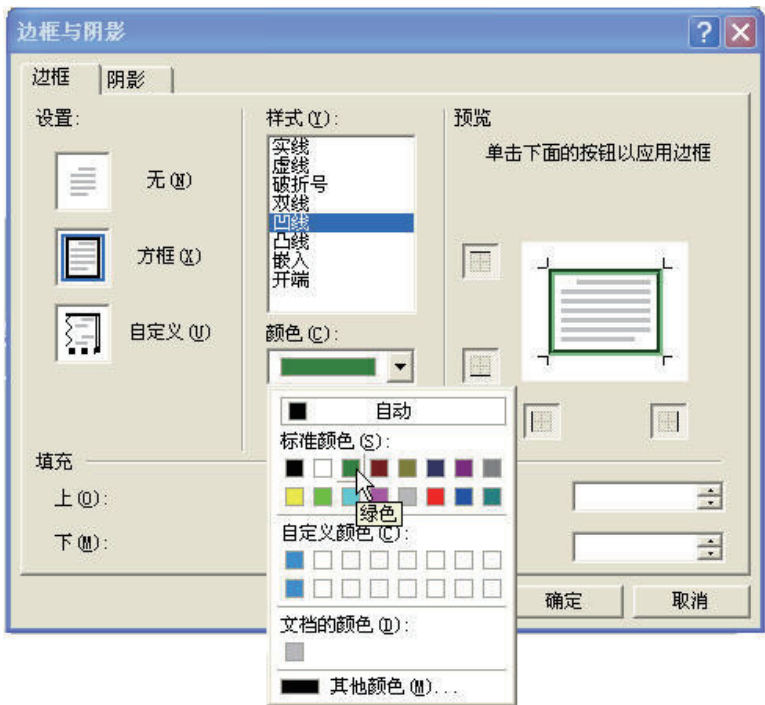 边框与阴影
边框
阴影
设置:
无(N)
方框(X)
自定义(U)
样式(Y):
实线
虚线
破折号
双线
凹线
凸线
嵌入
开端
颜色(C):
自动
标准颜色(S):
绿色
自定义颜色(C):
文档的颜色(D):
其他颜色(M)...
预览
单击下面的按钮以应用边框
填充
上(O):
下(M):
确定
取消